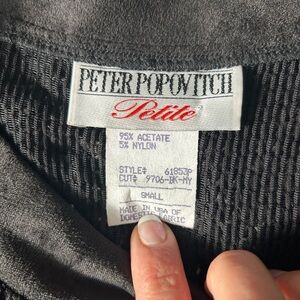 PETER POPOVITCH
Petite
95% ACETATE
5% NYLON
STYLE# 61853P
CUT# 9706-BK-NY
SMALL
MADE IN USA OF
DOMESTIC FABRIC